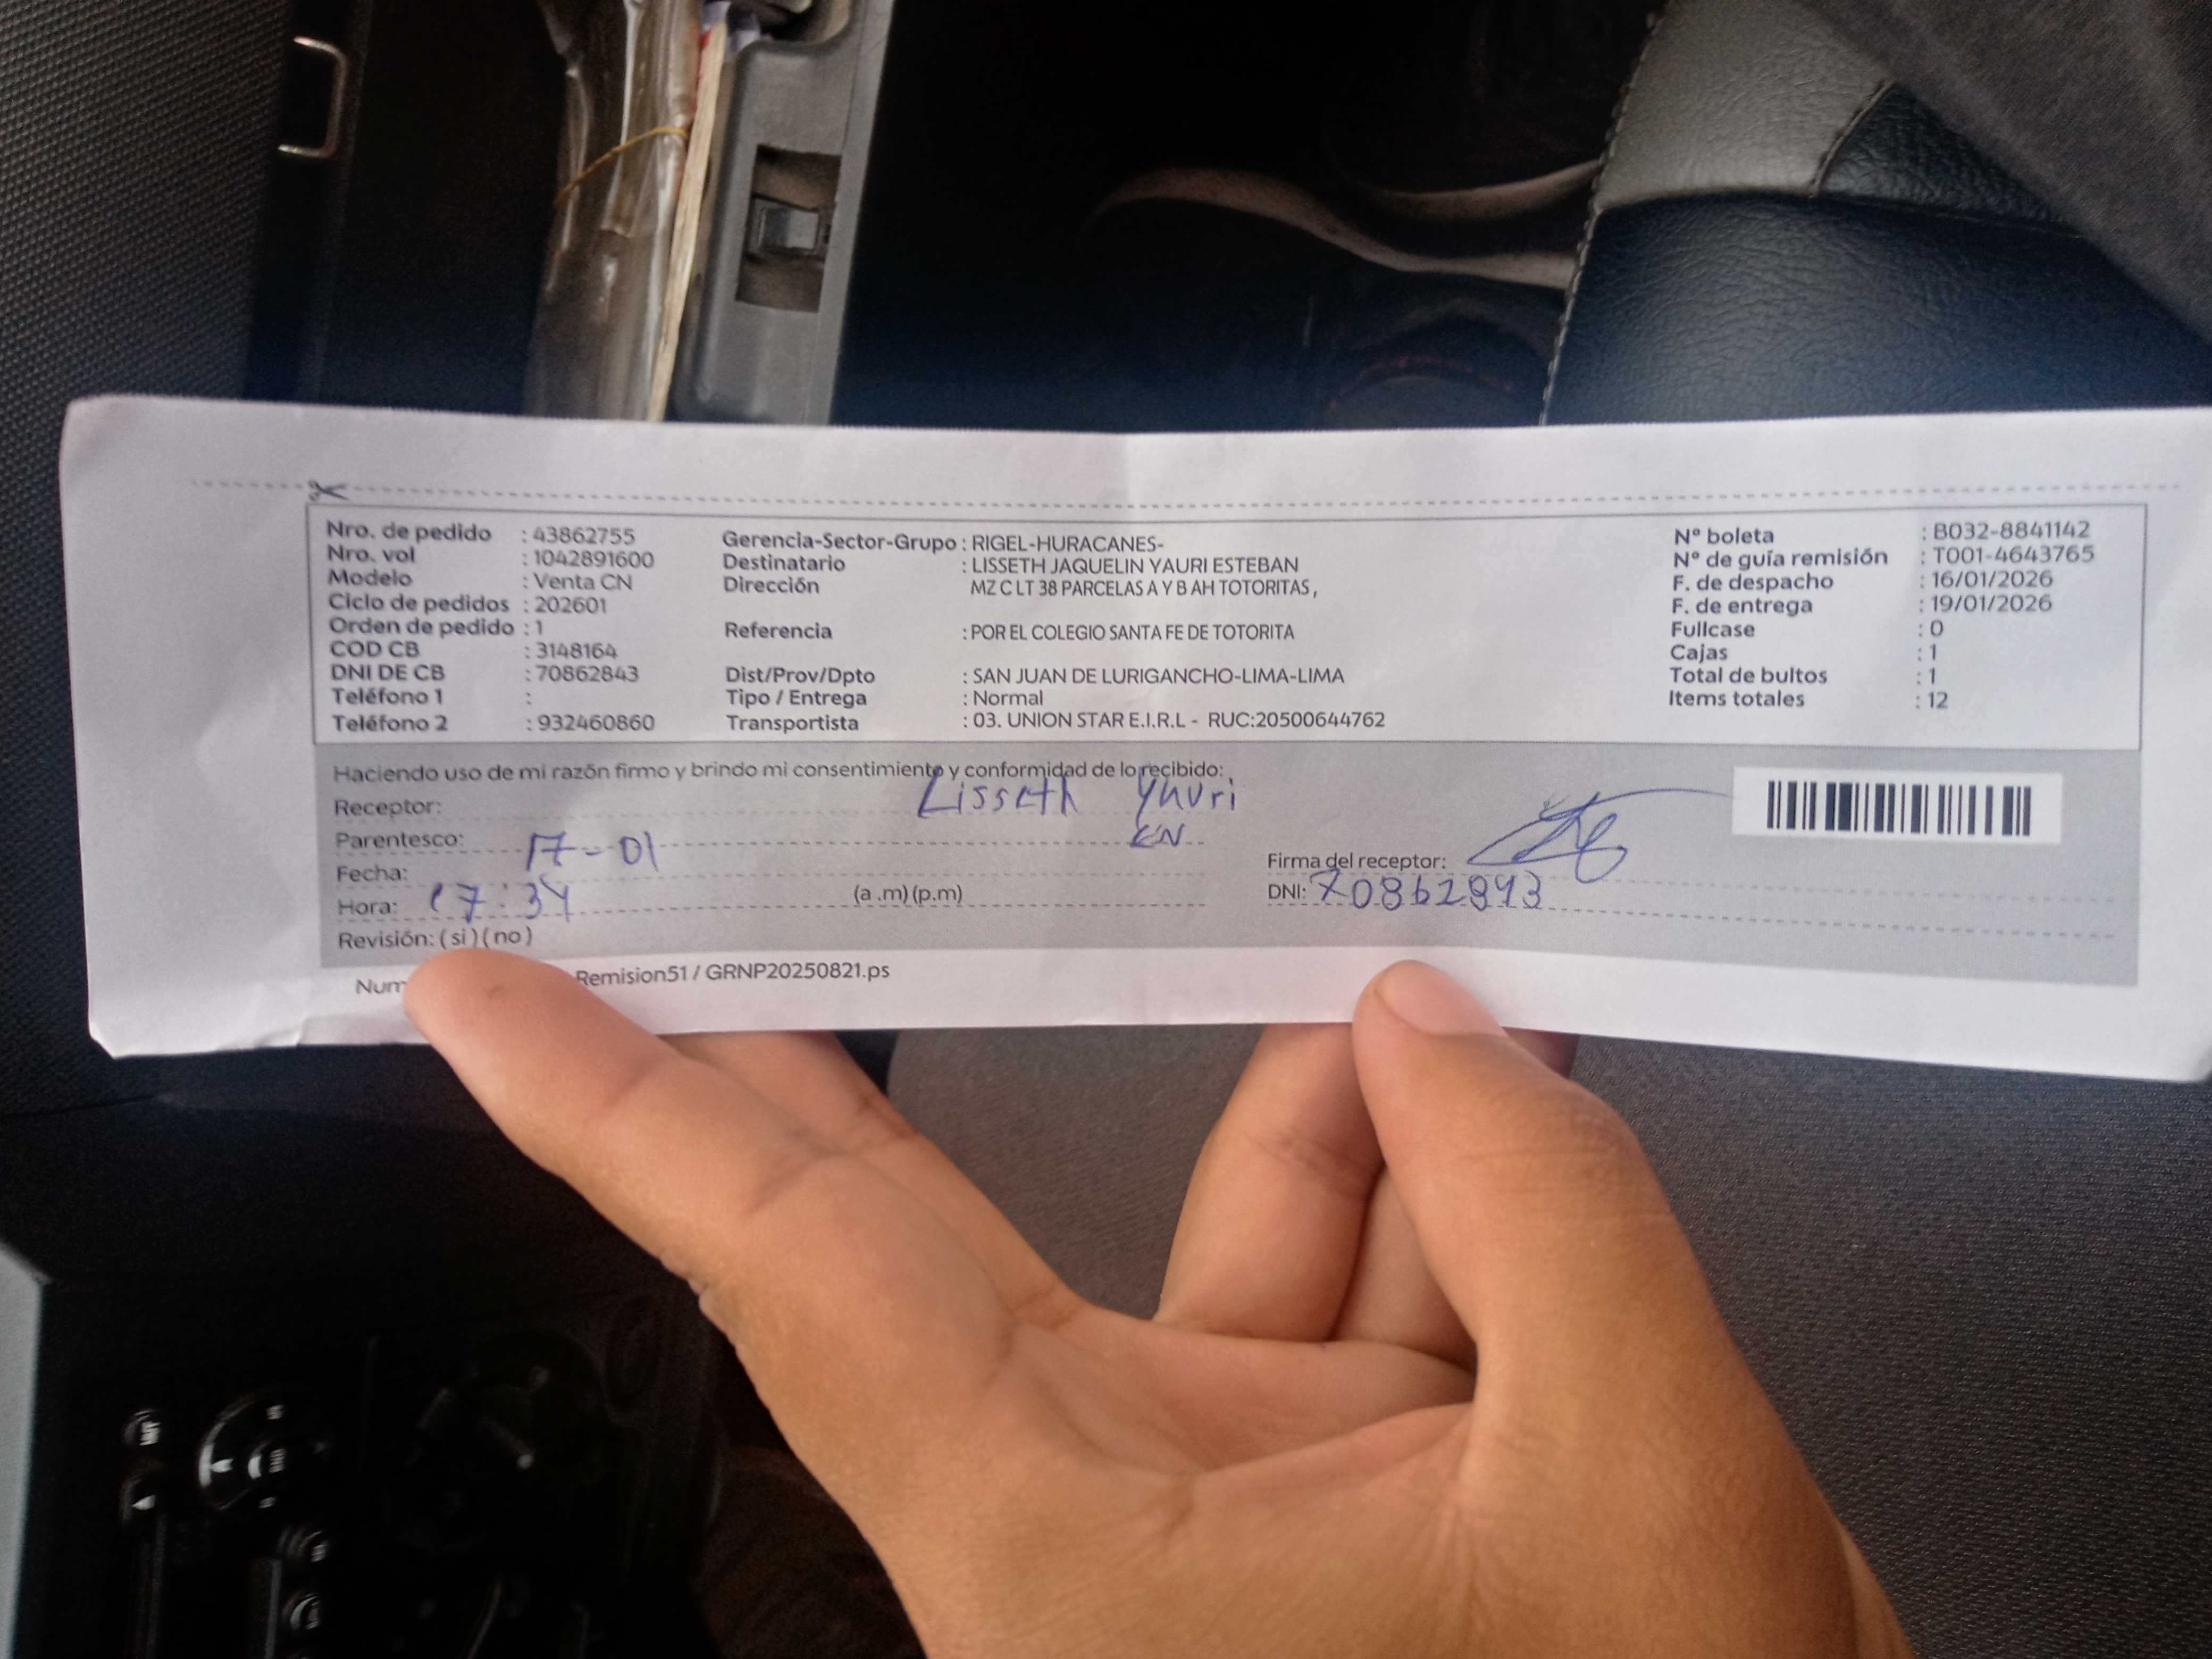 Nro. de pedido : 43862755
Nro. vol : 1042891600
Modelo : Venta CN
Ciclo de pedidos : 202601
Orden de pedido : 1
COD CB : 3148164
DNI DE CB : 70862843
Teléfono 1 :
Teléfono 2 : 932460860
Gerencia-Sector-Grupo : RIGEL-HURACANES-
Destinatario : LISSETH JAQUELIN YAURI ESTEBAN
Dirección MZ C LT 38 PARCELAS A Y B AH TOTORITAS ,
Referencia : POR EL COLEGIO SANTA FE DE TOTORITA
Dist/Prov/Dpto : SAN JUAN DE LURIGANCHO-LIMA-LIMA
Tipo / Entrega : Normal
Transportista : 03. UNION STAR E.I.R.L - RUC:20500644762
Nº boleta : B032-8841142
Nº de guía remisión : T001-4643765
F. de despacho : 16/01/2026
F. de entrega : 19/01/2026
Fullcase : 0
Cajas : 1
Total de bultos : 1
Items totales : 12
Haciendo uso de mi razón firmo y brindo mi consentimiento y conformidad de lo recibido:
Receptor: Lisseth Yauri
Parentesco: CN
Fecha: 17-01
Hora: 17:34 (a .m) (p.m)
Revisión: ( si ) ( no )
Firma del receptor:
DNI: 70862843
Remision51 / GRNP20250821.ps